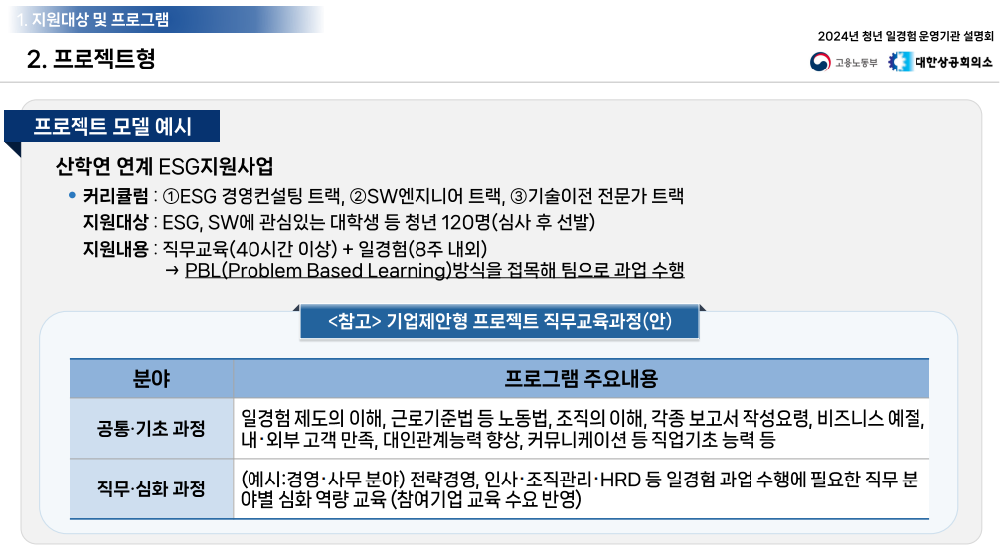 1. 지원대상 및 프로그램
2024년 청년 일경험 운영기관 설명회
2. 프로젝트형
고용노동부
대한상공회의소
프로젝트 모델 예시
산학연 연계 ESG지원사업
• 커리큘럼 : ①ESG 경영컨설팅 트랙, ②SW엔지니어 트랙, ③기술이전 전문가 트랙
지원대상 : ESG, SW에 관심있는 대학생 등 청년 120명(심사 후 선발)
지원내용 : 직무교육(40시간 이상) + 일경험(8주 내외)
→ PBL(Problem Based Learning)방식을 접목해 팀으로 과업 수행
<참고> 기업제안형 프로젝트 직무교육과정(안)
분야
프로그램 주요내용
공통·기초 과정
일경험 제도의 이해, 근로기준법 등 노동법, 조직의 이해, 각종 보고서 작성요령, 비즈니스 예절,
내·외부 고객 만족, 대인관계능력 향상, 커뮤니케이션 등 직업기초 능력 등
직무·심화 과정
(예시:경영·사무 분야) 전략경영, 인사·조직관리·HRD 등 일경험 과업 수행에 필요한 직무 분
야별 심화 역량 교육 (참여기업 교육 수요 반영)